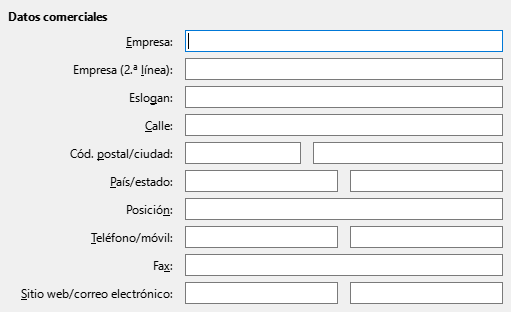 Datos comerciales
Empresa:
Empresa (2.ª línea):
Eslogan:
Calle:
Cód. postal/ciudad:
País/estado:
Posición:
Teléfono/móvil:
Fax:
Sitio web/correo electrónico: